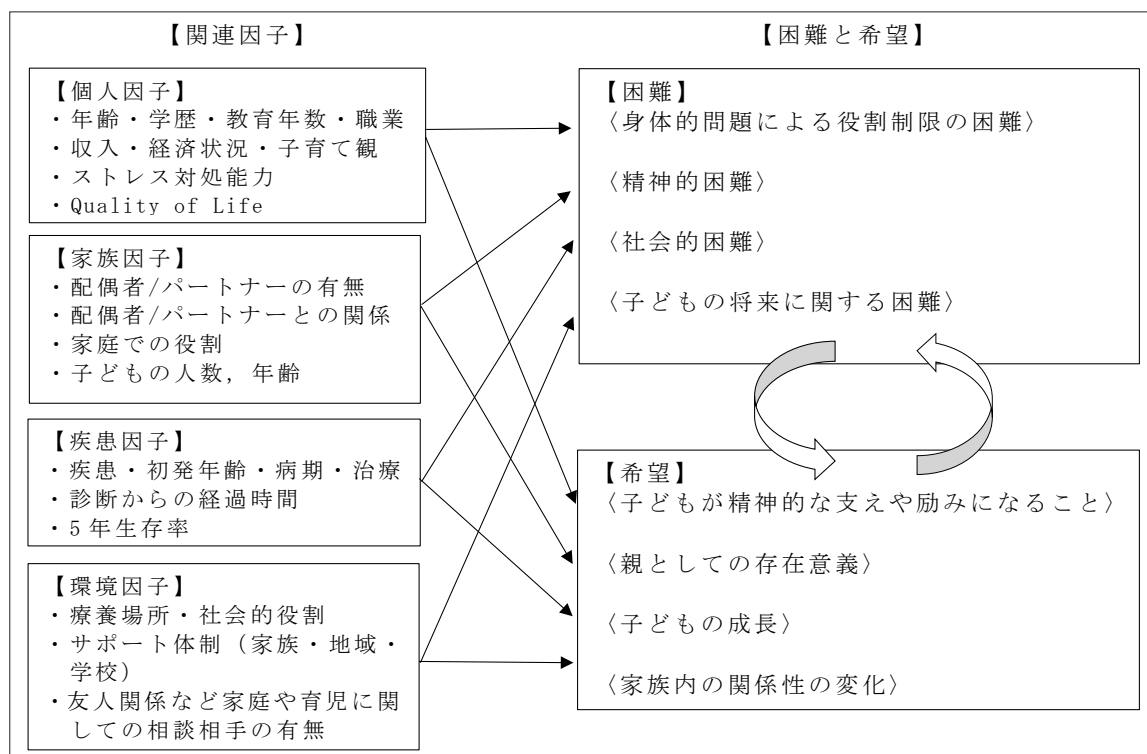 【関連因子】
【個人因子】
・年齢・学歴・教育年数・職業
・収入・経済状況・子育て観
・ストレス対処能力
・Quality of Life
【家族因子】
・配偶者/パートナーの有無
・配偶者/パートナーとの関係
・家庭での役割
・子どもの人数，年齢
【疾患因子】
・疾患・初発年齢・病期・治療
・診断からの経過時間
・5年生存率
【環境因子】
・療養場所・社会的役割
・サポート体制（家族・地域・
学校）
・友人関係など家庭や育児に関
しての相談相手の有無
【困難と希望】
【困難】
〈身体的問題による役割制限の困難〉
〈精神的困難〉
〈社会的困難〉
〈子どもの将来に関する困難〉
【希望】
〈子どもが精神的な支えや励みになること〉
〈親としての存在意義〉
〈子どもの成長〉
〈家族内の関係性の変化〉